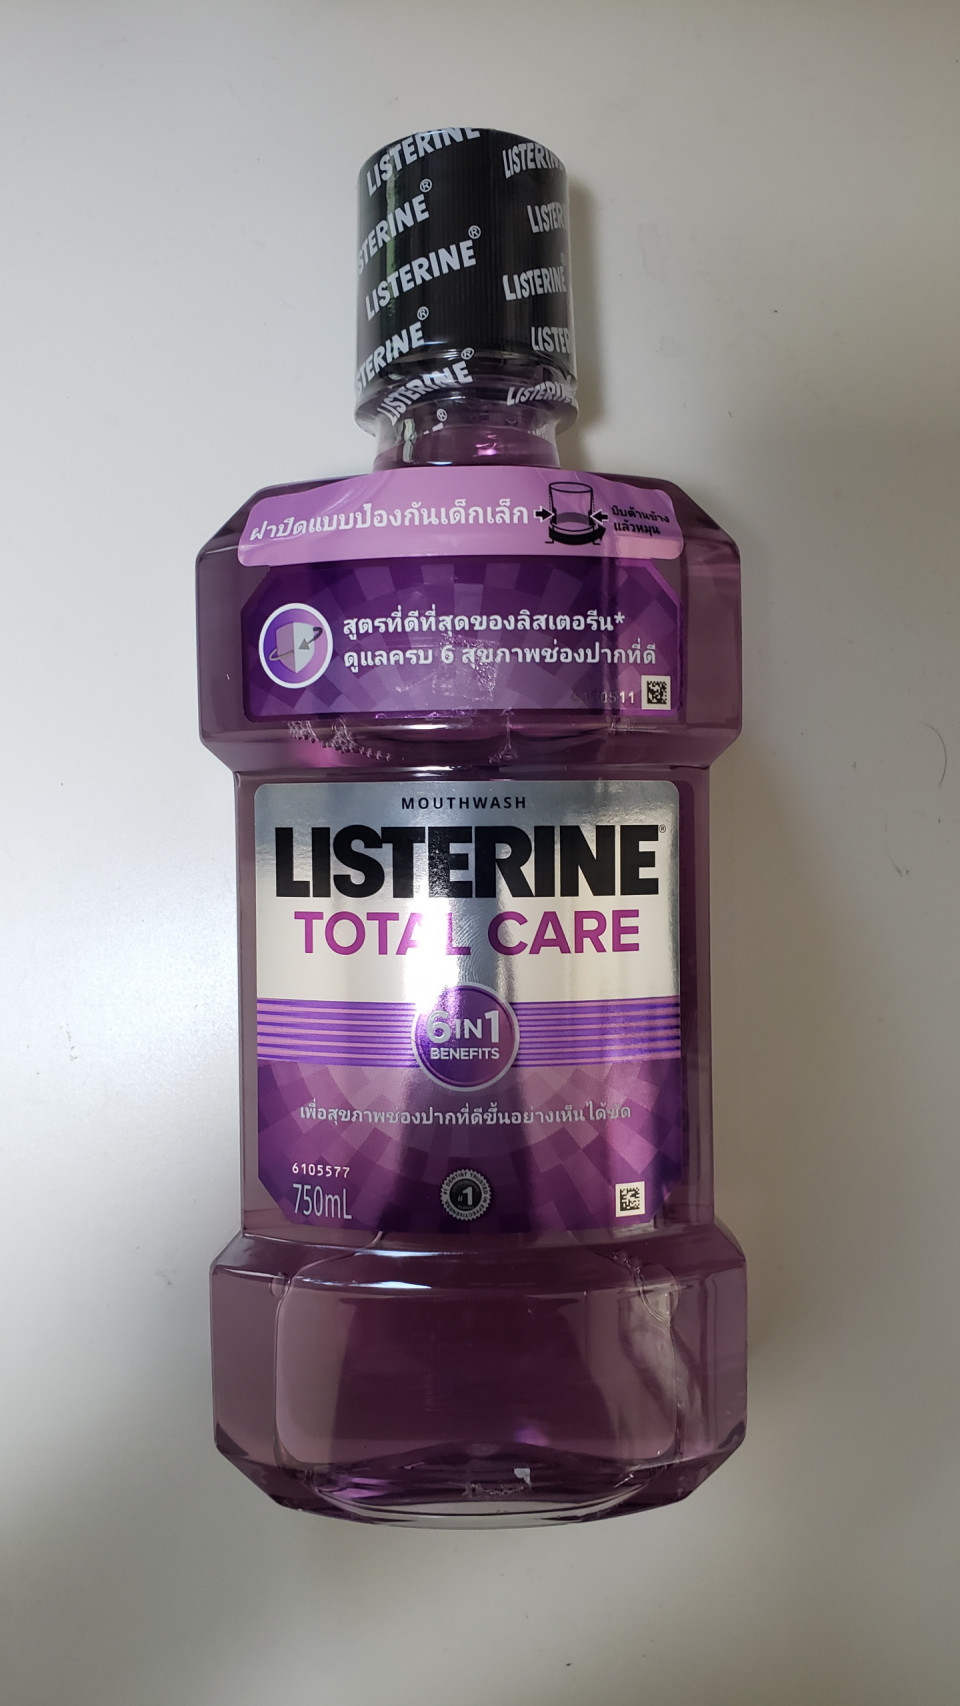 LISTERINE
LISTERINE
LISTERINE®
LISTERINE
ฝาปิดแบบป้องกันเด็กเล็ก
บีบด้านข้าง
แล้วหมุน
สูตรที่ดีที่สุดของลิสเตอรีน*
ดูแลครบ 6 สุขภาพช่องปากที่ดี
MOUTHWASH
LISTERINE®
TOTAL CARE
6 IN 1
BENEFITS
เพื่อสุขภาพช่องปากที่ดีขึ้นอย่างเห็นได้ชัด
6105577
750mL
#1